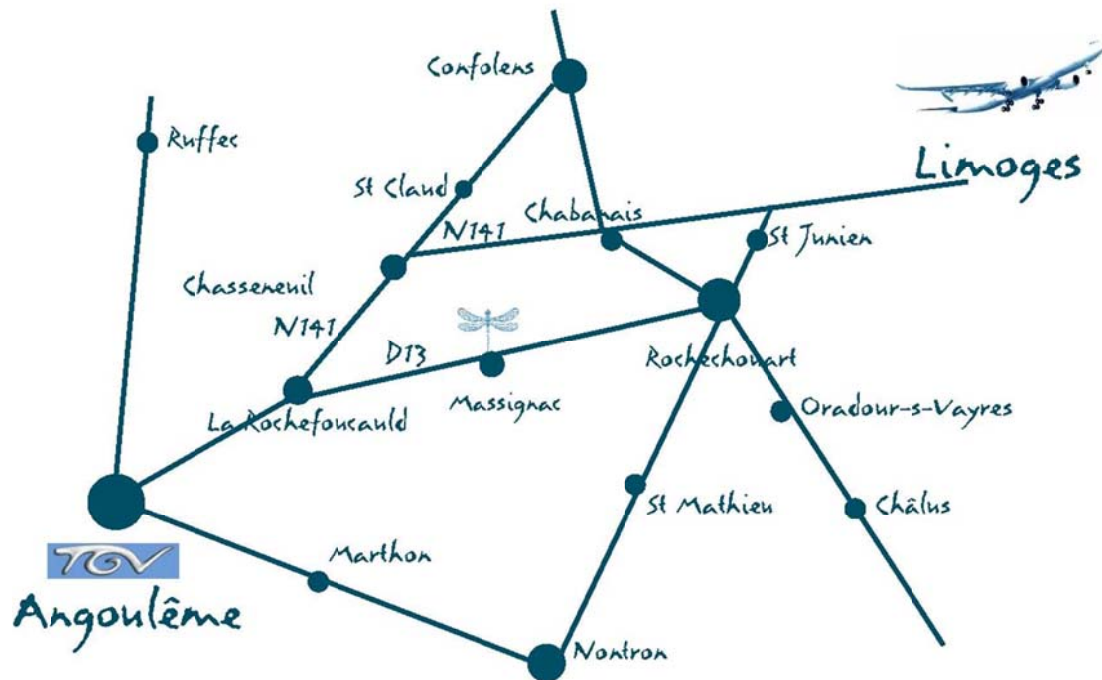 Confolens
Ruffec
Limoges
St Claud
Chabanais
N141
St Junien
Chasseneuil
N141
D13
Rochechouart
Massignac
La Rochefoucauld
Oradour-s-Vayres
St Mathieu
Châlus
Marthon
TGV
Angoulême
Nontron